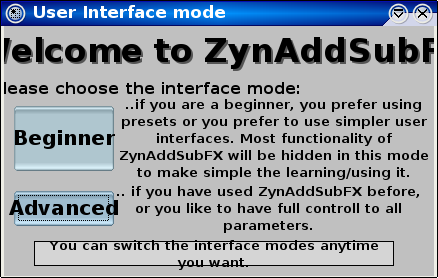 User Interface mode
Welcome to ZynAddSubF
lease choose the interface mode:
Beginner
..if you are a beginner, you prefer using
presets or you prefer to use simpler user
interfaces. Most functionality of
ZynAddSubFX will be hidden in this mode
to make simple the learning/using it.
Advanced
.. if you have used ZynAddSubFX before,
or you like to have full controll to all
parameters.
You can switch the interface modes anytime
you want.